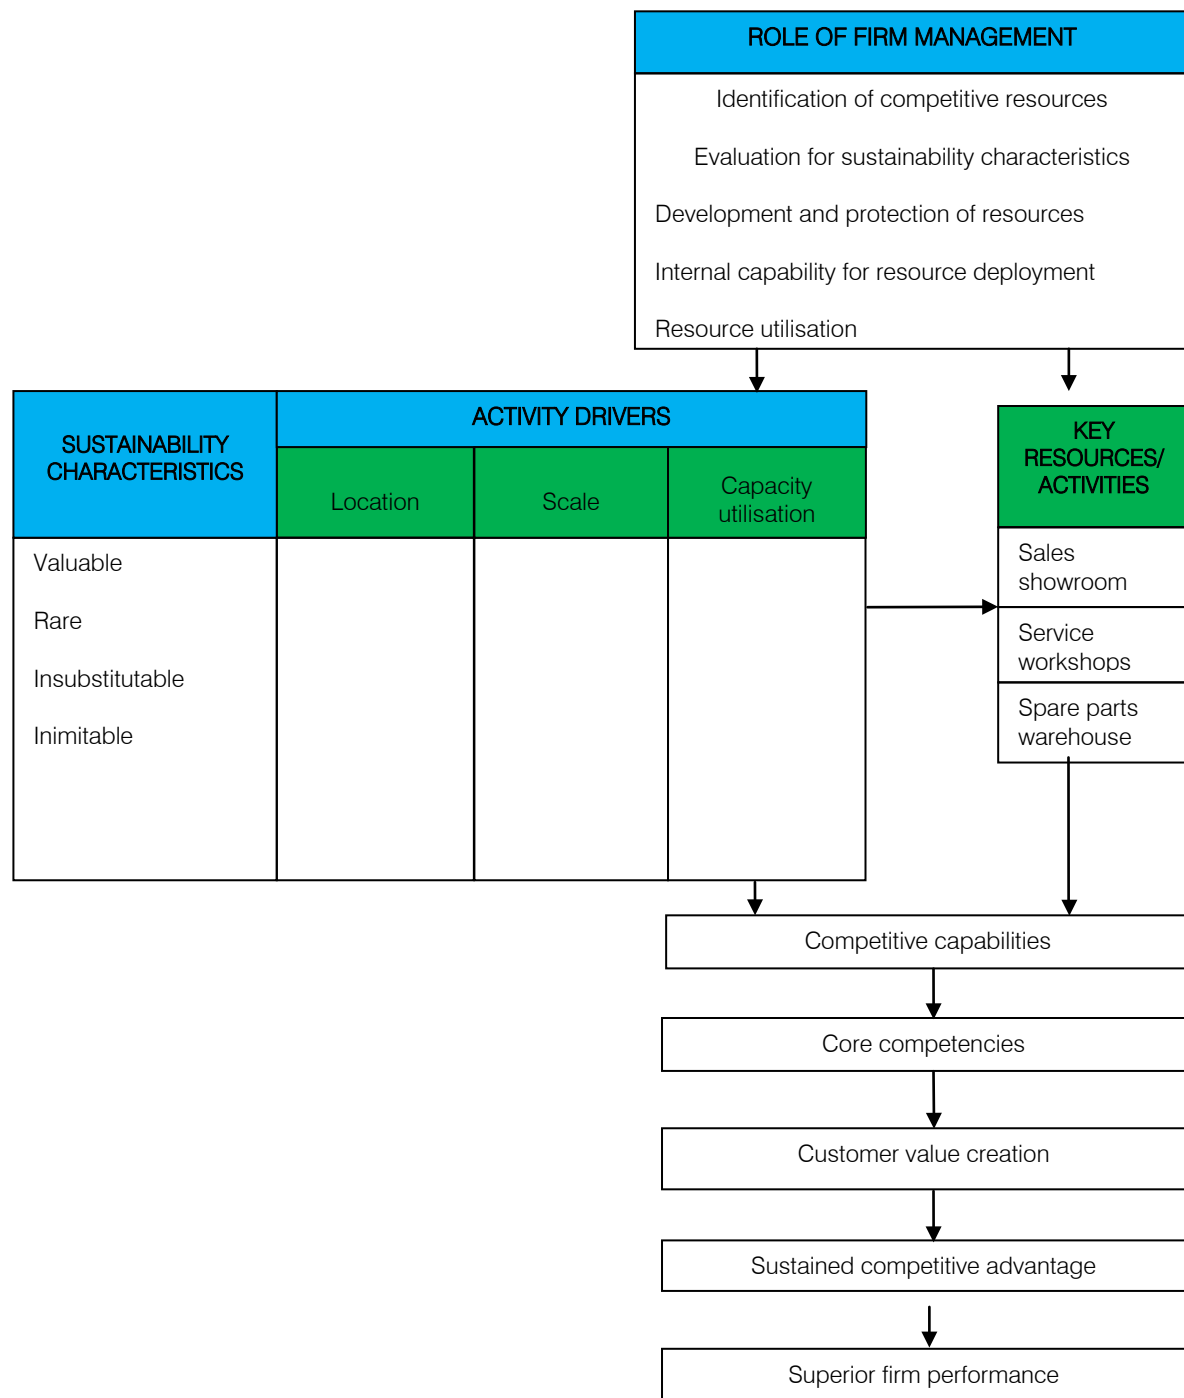 ROLE OF FIRM MANAGEMENT
Identification of competitive resources
Evaluation for sustainability characteristics
Development and protection of resources
Internal capability for resource deployment
Resource utilisation
SUSTAINABILITY
CHARACTERISTICS
ACTIVITY DRIVERS
Location
Scale
Capacity
utilisation
Valuable
Rare
Insubstitutable
Inimitable
KEY
RESOURCES/
ACTIVITIES
Sales
showroom
Service
workshops
Spare parts
warehouse
Competitive capabilities
Core competencies
Customer value creation
Sustained competitive advantage
Superior firm performance